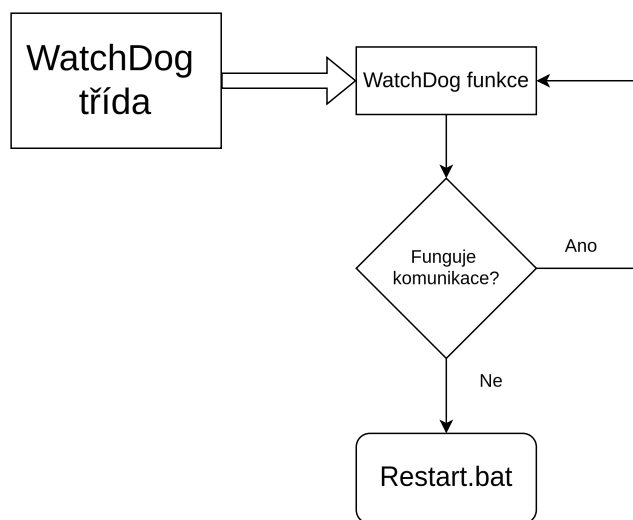 WatchDog
třída
WatchDog funkce
Funguje
komunikace?
Ano
Ne
Restart.bat